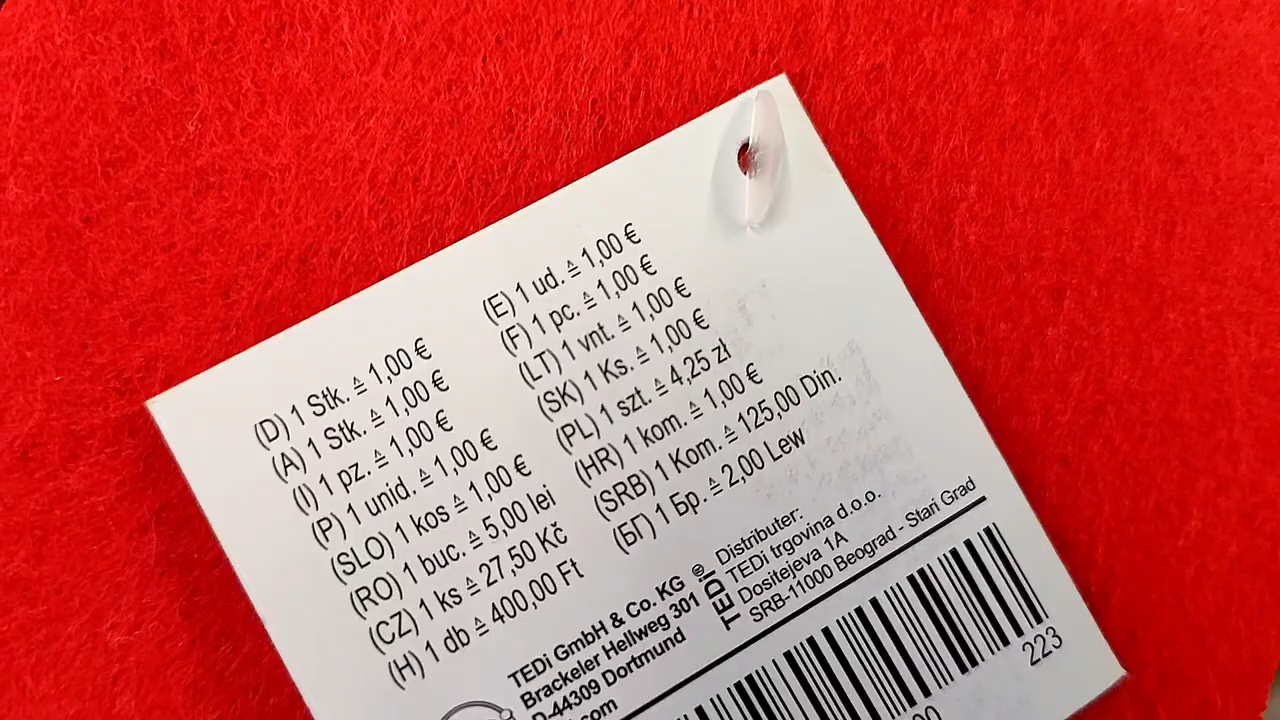 (D) 1 Stk. ≙ 1,00 €
(A) 1 Stk. ≙ 1,00 €
(I) 1 pz. ≙ 1,00 €
(P) 1 unid. ≙ 1,00 €
(SLO) 1 kos ≙ 1,00 €
(RO) 1 buc. ≙ 5,00 lei
(CZ) 1 ks ≙ 27,50 Kč
(H) 1 db ≙ 400,00 Ft
(E) 1 ud. ≙ 1,00 €
(F) 1 pc. ≙ 1,00 €
(LT) 1 vnt. ≙ 1,00 €
(SK) 1 Ks. ≙ 1,00 €
(PL) 1 szt. ≙ 4,25 zł
(HR) 1 kom. ≙ 1,00 €
(SRB) 1 Kom. ≙ 125,00 Din.
(БГ) 1 Бр. ≙ 2,00 Lew
TEDi GmbH & Co. KG
Brackeler Hellweg 301
D-44309 Dortmund
.com
TEDi®
Distributer:
TEDi trgovina d.o.o.
Dositejeva 1A
SRB-11000 Beograd - Stari Grad
223